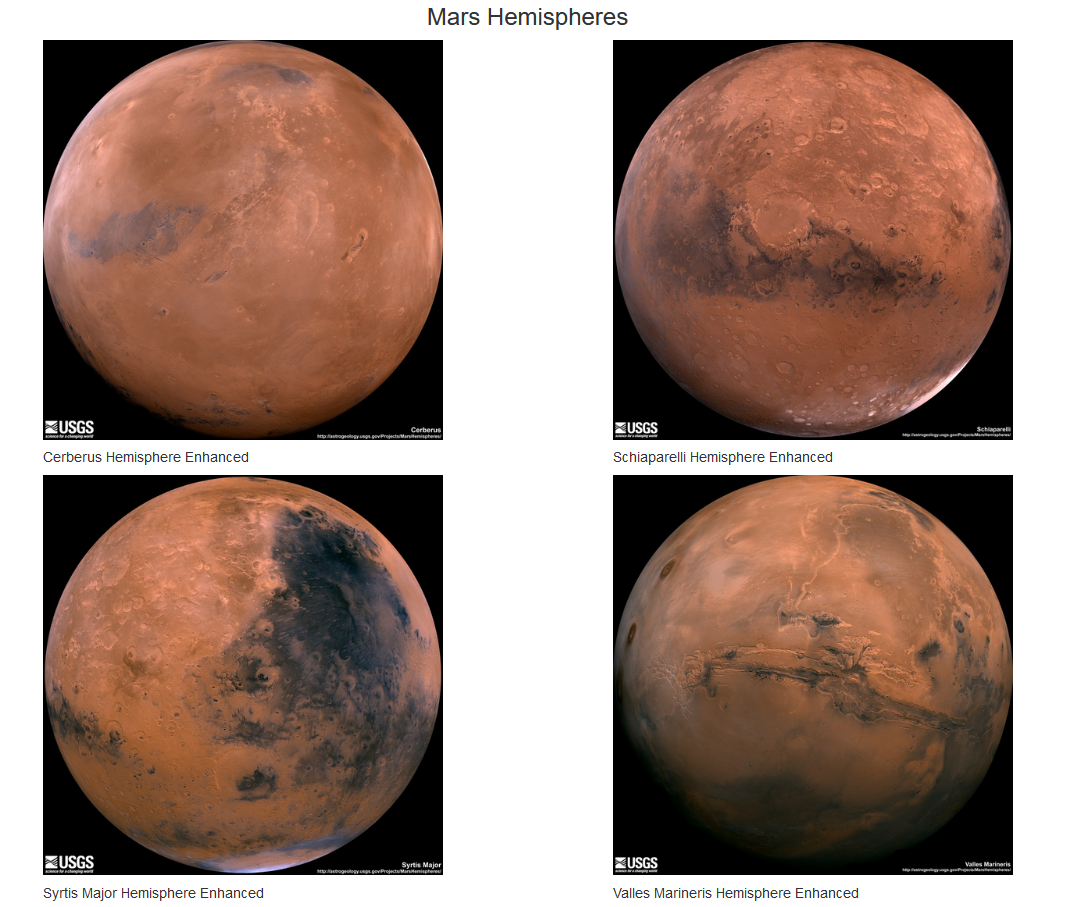 Mars Hemispheres
USGS
science for a changing world
Cerberus
http://astrogeology.usgs.gov/Projects/MarsHemispheres/
USGS
science for a changing world
Schiaparelli
http://astrogeology.usgs.gov/Projects/MarsHemispheres/
Cerberus Hemisphere Enhanced
Schiaparelli Hemisphere Enhanced
USGS
science for a changing world
Syrtis Major
http://astrogeology.usgs.gov/Projects/MarsHemispheres/
USGS
science for a changing world
Valles Marineris
http://astrogeology.usgs.gov/Projects/MarsHemispheres/
Syrtis Major Hemisphere Enhanced
Valles Marineris Hemisphere Enhanced